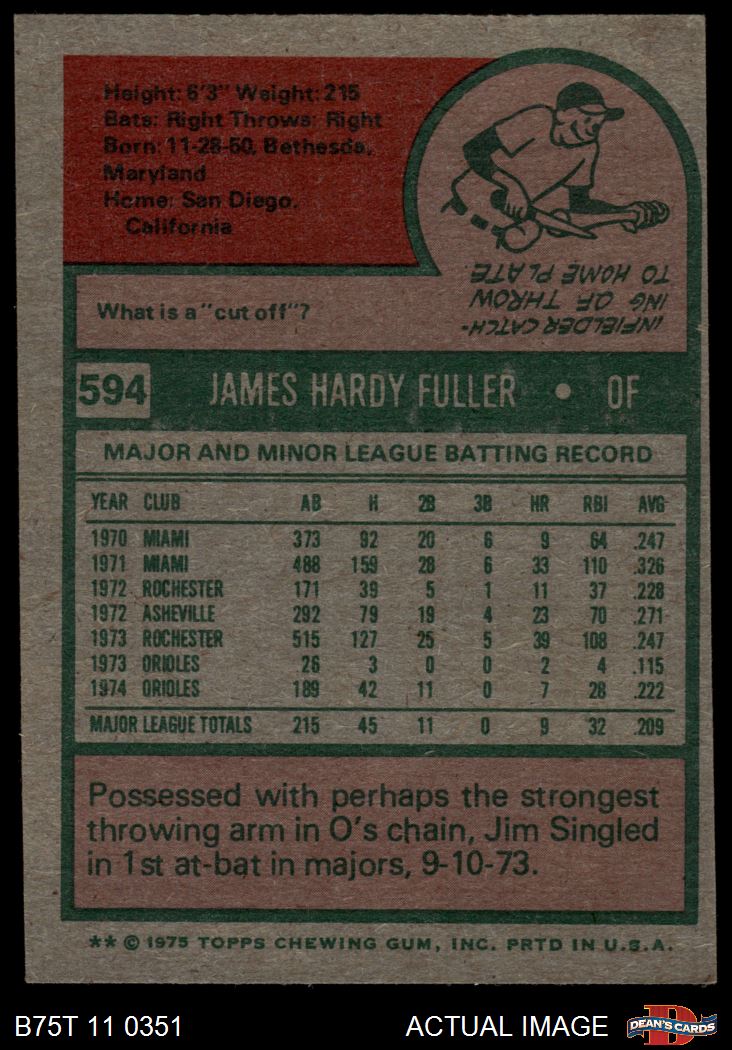 Height: 6'3" Weight: 215
Bats: Right Throws: Right
Born: 11-28-50, Bethesda,
Maryland
Home: San Diego,
California
What is a "cut off"?
INFIELDER CATCH-
ING OF THROW
TO HOME PLATE.
594 JAMES HARDY FULLER • OF
MAJOR AND MINOR LEAGUE BATTING RECORD
YEAR CLUB AB H 2B 3B HR RBI AVG
1970 MIAMI 373 92 20 6 9 64 .247
1971 MIAMI 488 159 28 6 33 110 .326
1972 ROCHESTER 171 39 5 1 11 37 .228
1972 ASHEVILLE 292 79 19 4 23 70 .271
1973 ROCHESTER 515 127 25 5 39 108 .247
1973 ORIOLES 26 3 0 0 2 4 .115
1974 ORIOLES 189 42 11 0 7 28 .222
MAJOR LEAGUE TOTALS 215 45 11 0 9 32 .209
Possessed with perhaps the strongest
throwing arm in O's chain, Jim Singled
in 1st at-bat in majors, 9-10-73.
** © 1975 TOPPS CHEWING GUM, INC. PRTD IN U.S.A.
B75T 11 0351 ACTUAL IMAGE D DEAN'S CARDS